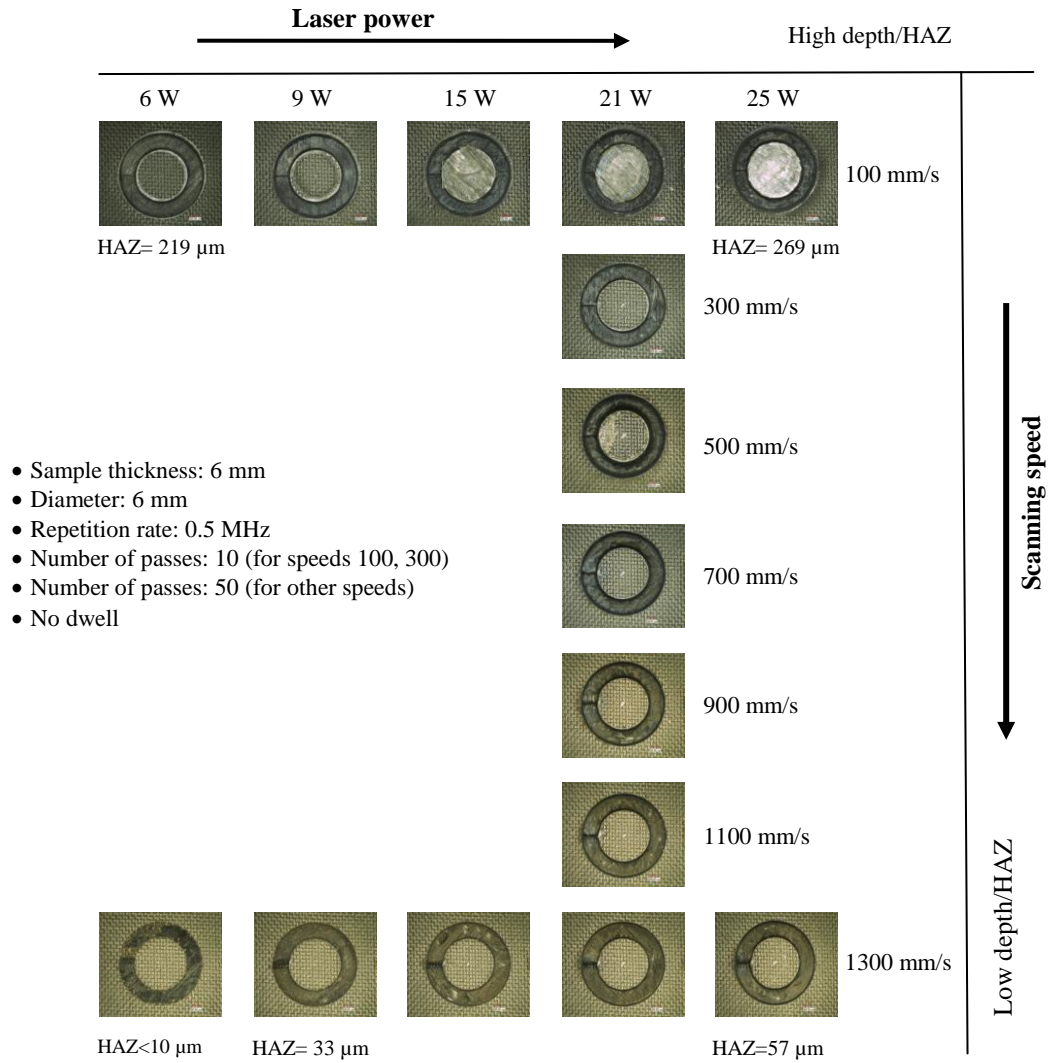 Laser power
High depth/HAZ
6 W 9 W 15 W 21 W 25 W
100 mm/s
HAZ= 219 µm HAZ= 269 µm
300 mm/s
500 mm/s
• Sample thickness: 6 mm
• Diameter: 6 mm
• Repetition rate: 0.5 MHz
• Number of passes: 10 (for speeds 100, 300)
• Number of passes: 50 (for other speeds)
• No dwell
Scanning speed
700 mm/s
900 mm/s
1100 mm/s
Low depth/HAZ
1300 mm/s
HAZ<10 µm HAZ= 33 µm HAZ=57 µm